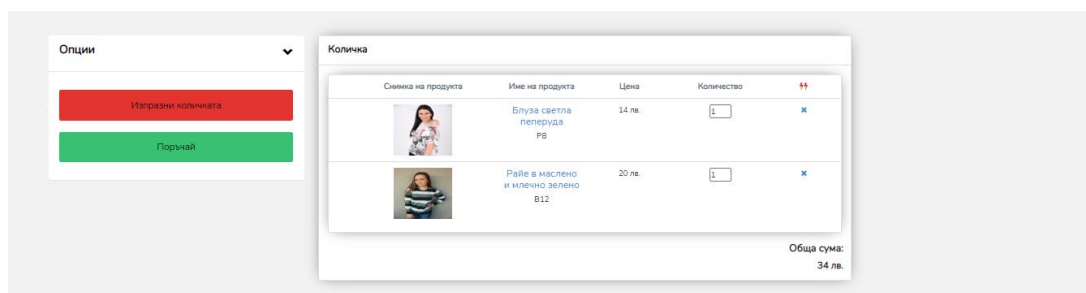 Опции
Изпразни количката
Поръчай
Количка
Снимка на продукта Име на продукта Цена Количество
Блуза светла
пеперуда
P8
14 лв.
1
Райе в маслено
и млечно зелено
B12
20 лв.
1
Обща сума:
34 лв.